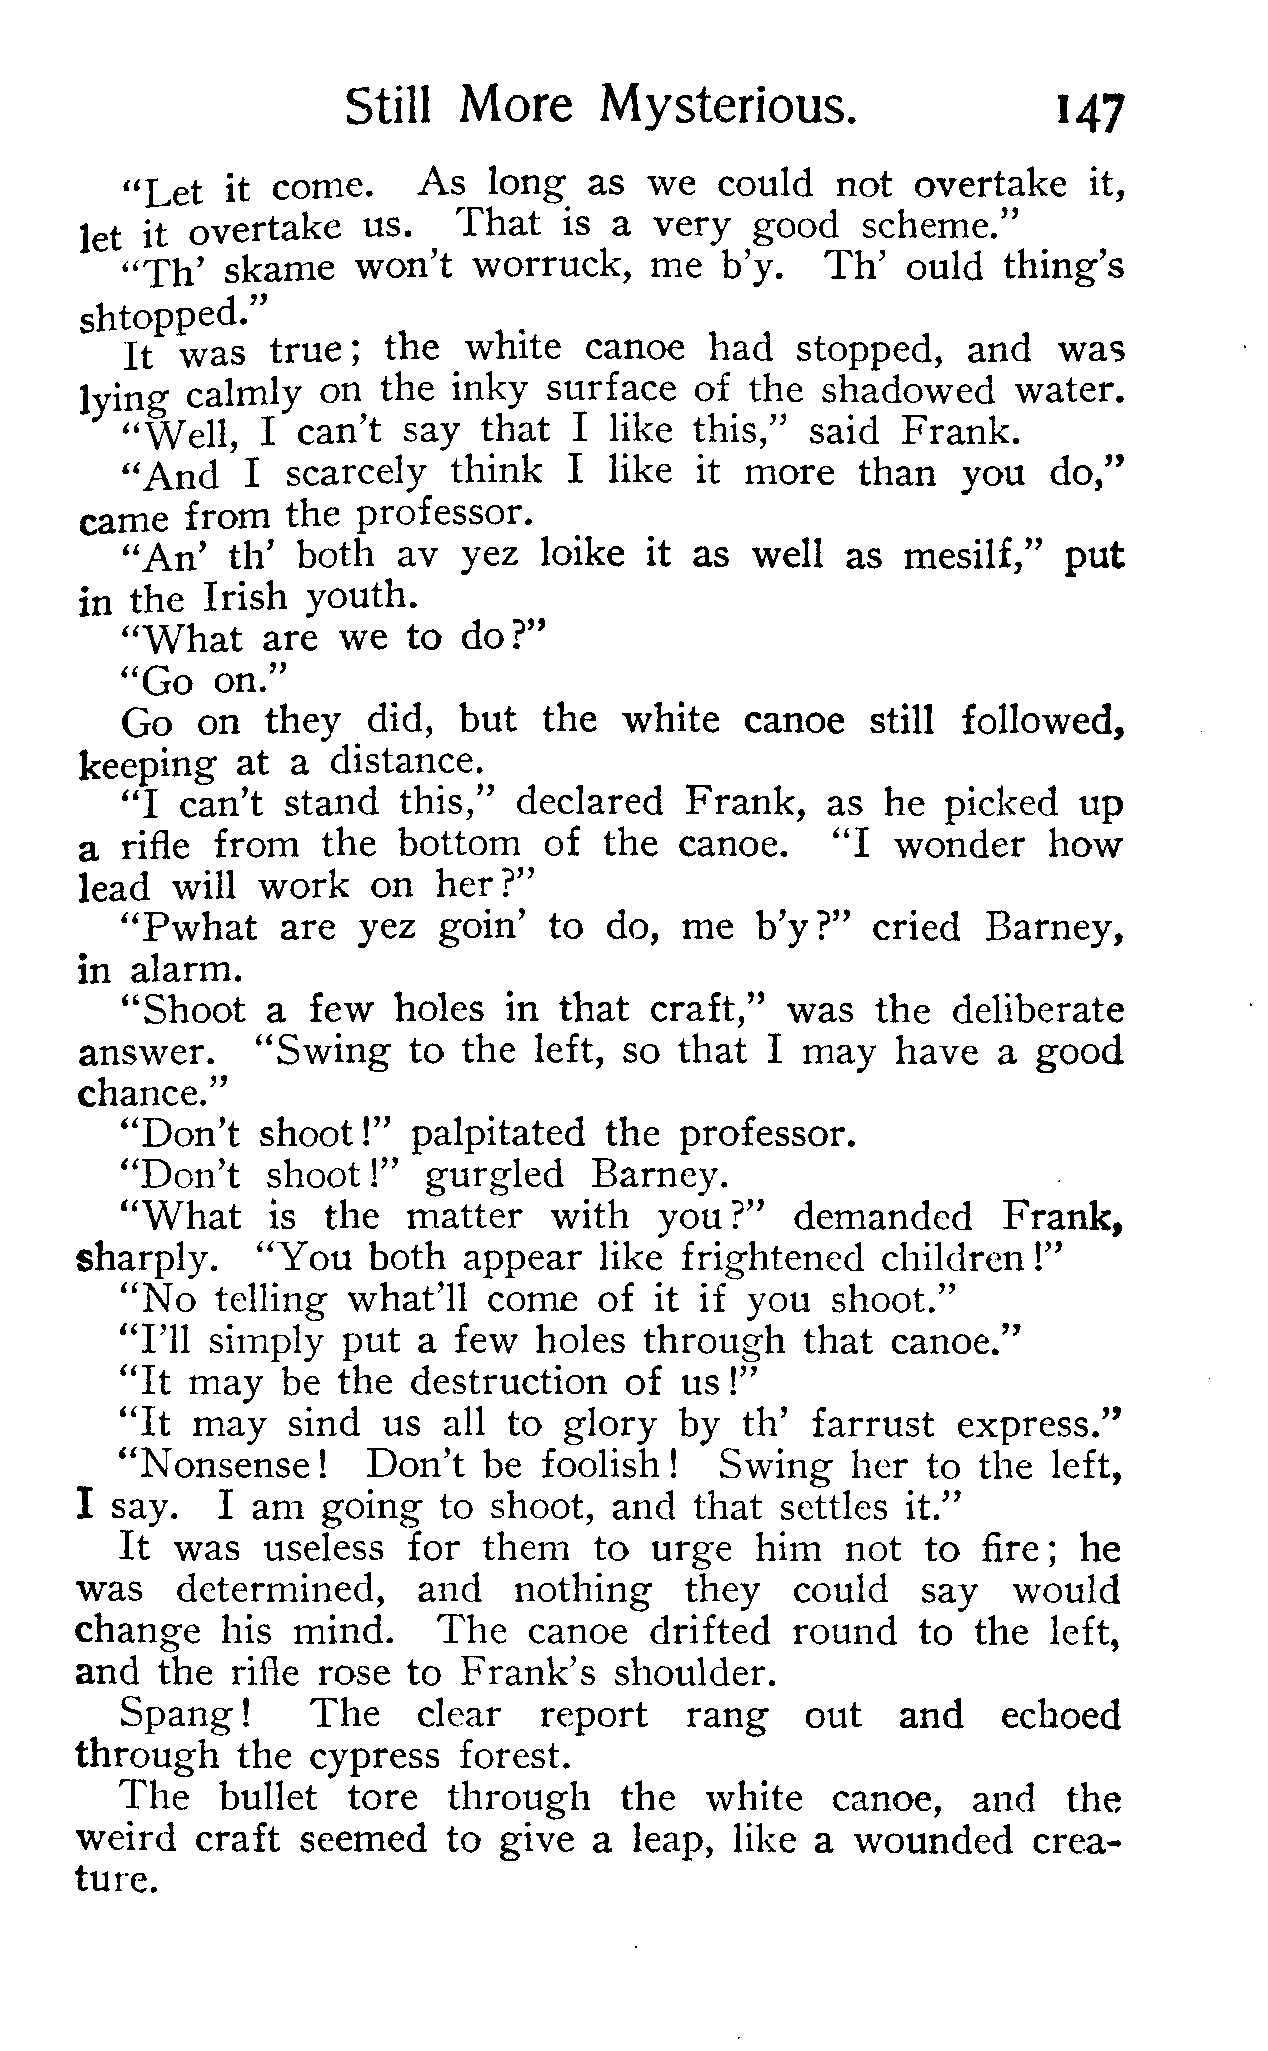 Still More Mysterious. 147
“Let it come. As long as we could not overtake it,
let it overtake us. That is a very good scheme.”
“Th’ skame won’t worruck, me b’y. Th’ ould thing’s
shtopped.”
It was true; the white canoe had stopped, and was
lying calmly on the inky surface of the shadowed water.
“Well, I can’t say that I like this,” said Frank.
“And I scarcely think I like it more than you do,”
came from the professor.
“An’ th’ both av yez loike it as well as mesilf,” put
in the Irish youth.
“What are we to do?”
“Go on.”
Go on they did, but the white canoe still followed,
keeping at a distance.
“I can’t stand this,” declared Frank, as he picked up
a rifle from the bottom of the canoe. “I wonder how
lead will work on her?”
“Pwhat are yez goin’ to do, me b’y?” cried Barney,
in alarm.
“Shoot a few holes in that craft,” was the deliberate
answer. “Swing to the left, so that I may have a good
chance.”
“Don’t shoot!” palpitated the professor.
“Don’t shoot!” gurgled Barney.
“What is the matter with you?” demanded Frank,
sharply. “You both appear like frightened children!”
“No telling what’ll come of it if you shoot.”
“I’ll simply put a few holes through that canoe.”
“It may be the destruction of us!”
“It may sind us all to glory by th’ farrust express.”
“Nonsense! Don’t be foolish! Swing her to the left,
I say. I am going to shoot, and that settles it.”
It was useless for them to urge him not to fire; he
was determined, and nothing they could say would
change his mind. The canoe drifted round to the left,
and the rifle rose to Frank’s shoulder.
Spang! The clear report rang out and echoed
through the cypress forest.
The bullet tore through the white canoe, and the
weird craft seemed to give a leap, like a wounded crea-
ture.